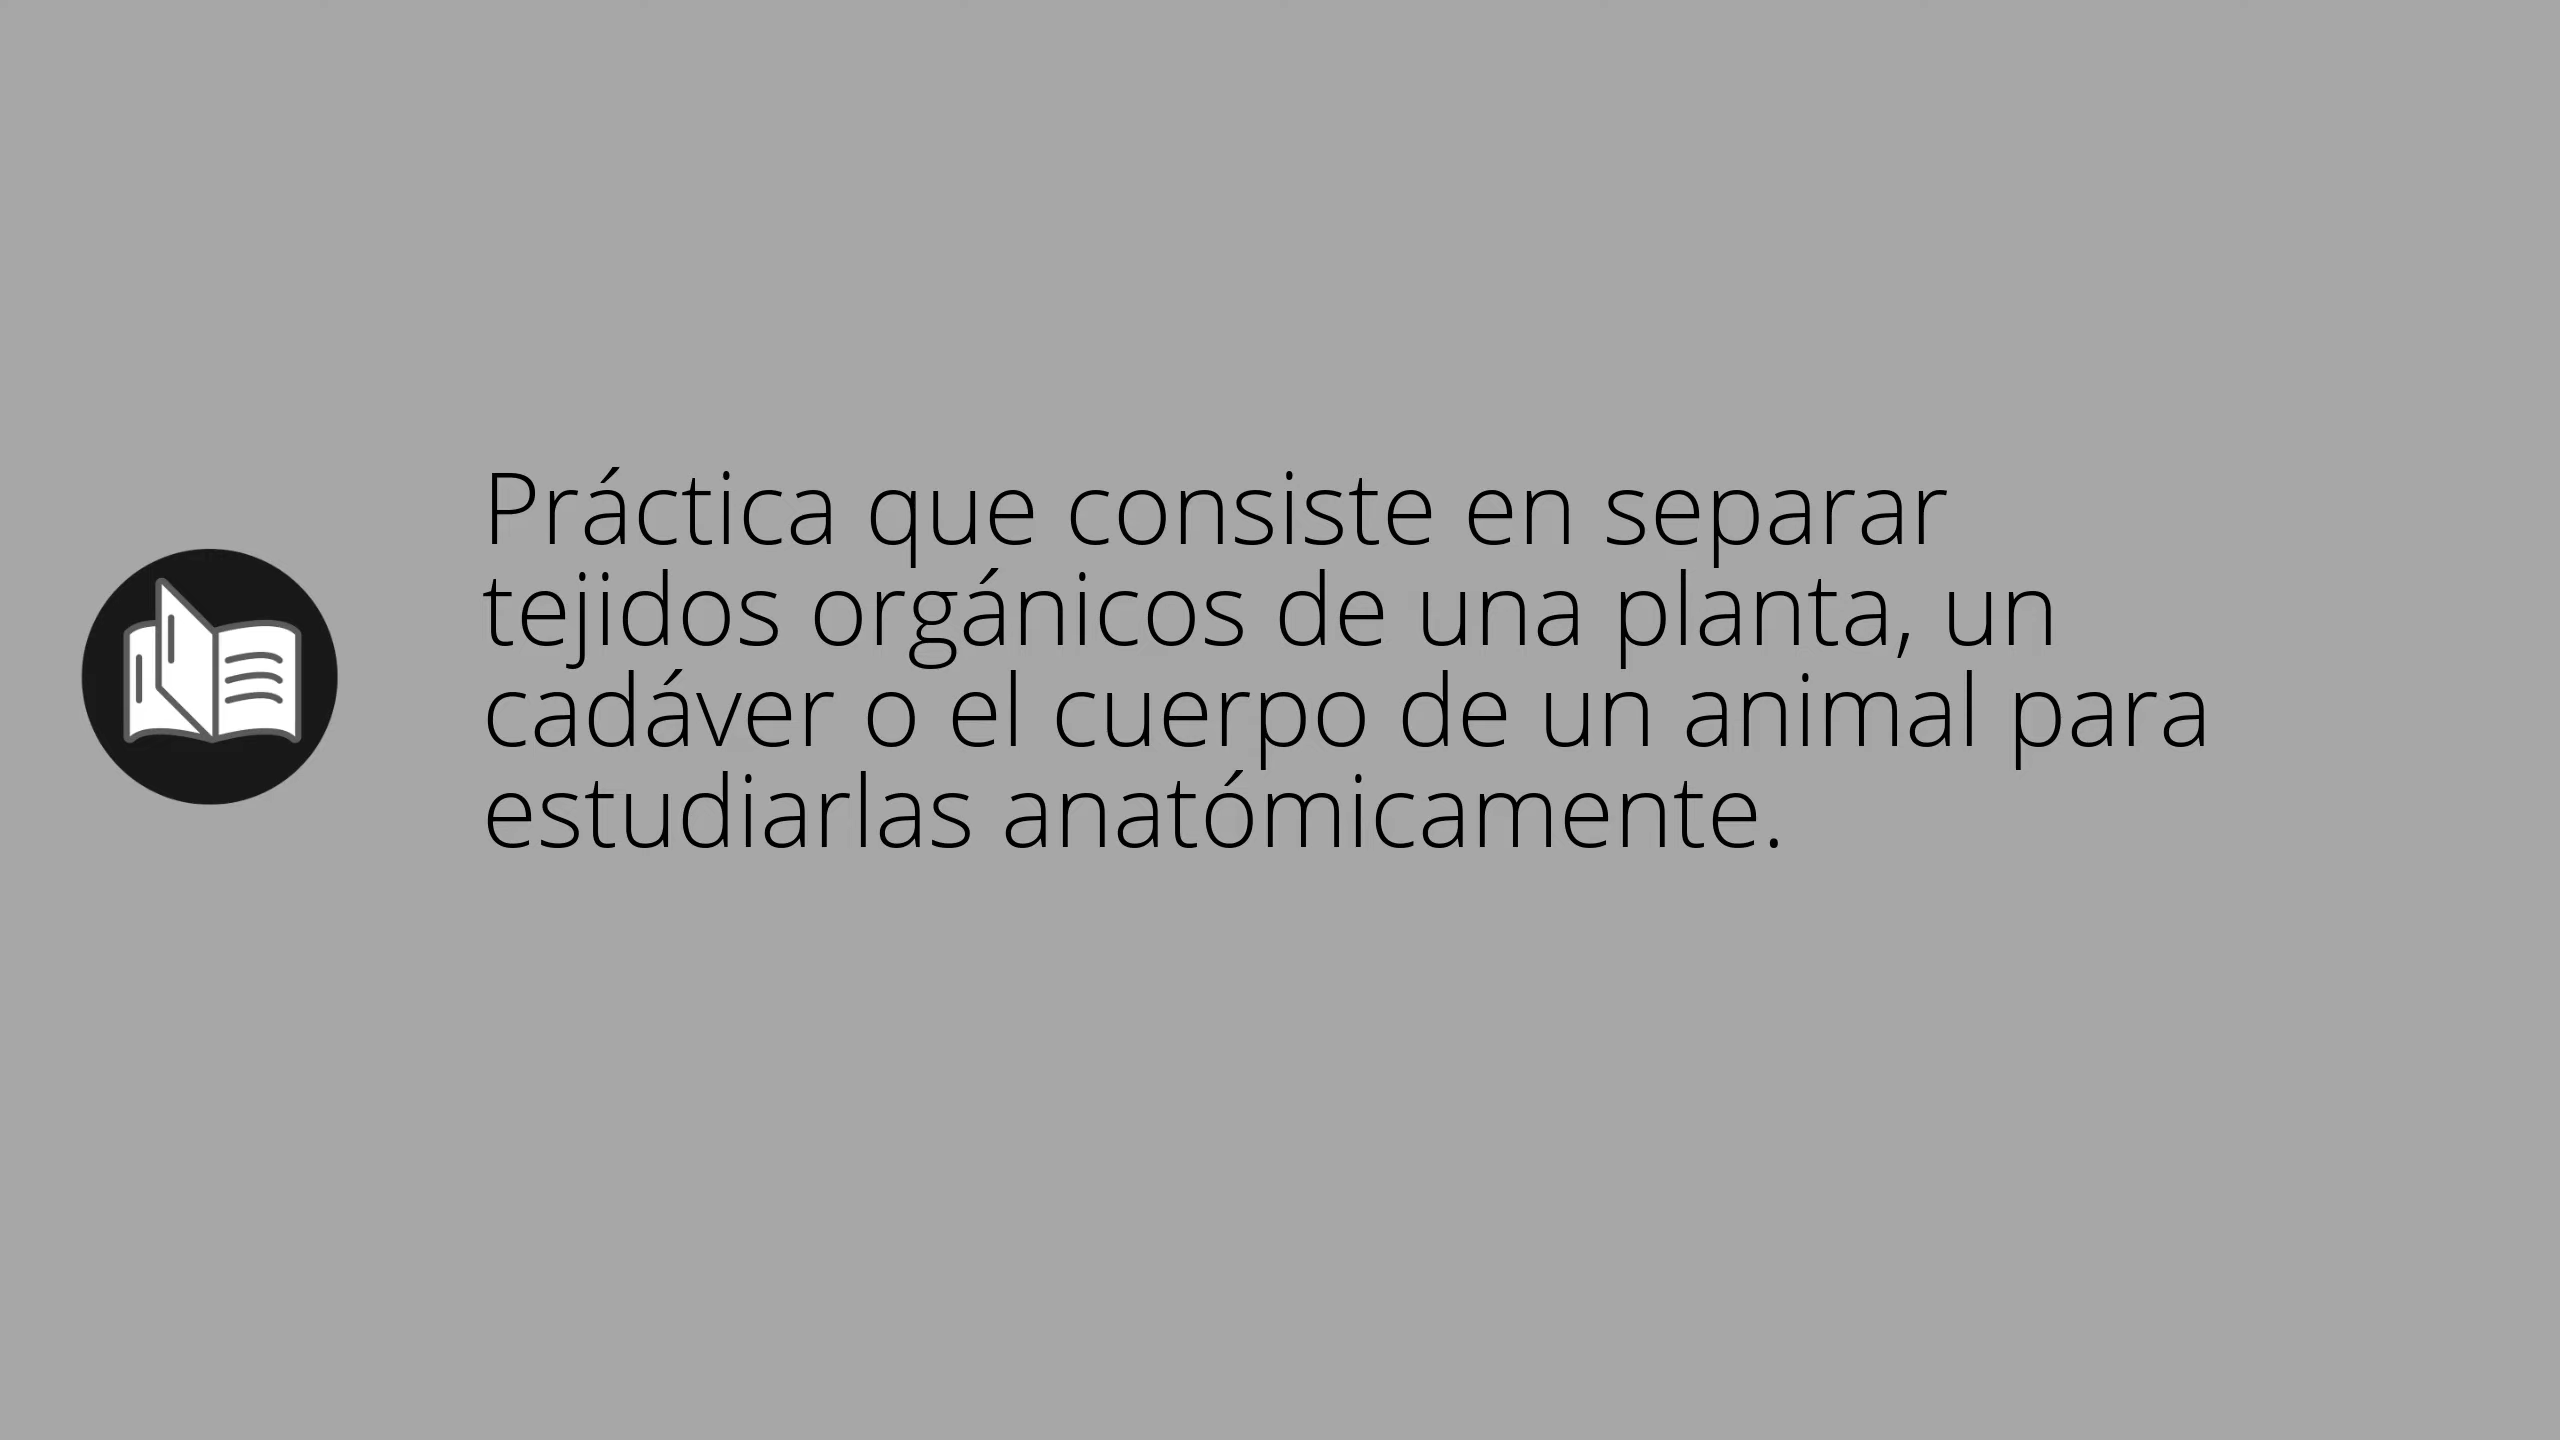 Práctica que consiste en separar
tejidos orgánicos de una planta, un
cadáver o el cuerpo de un animal para
estudiarlas anatómicamente.